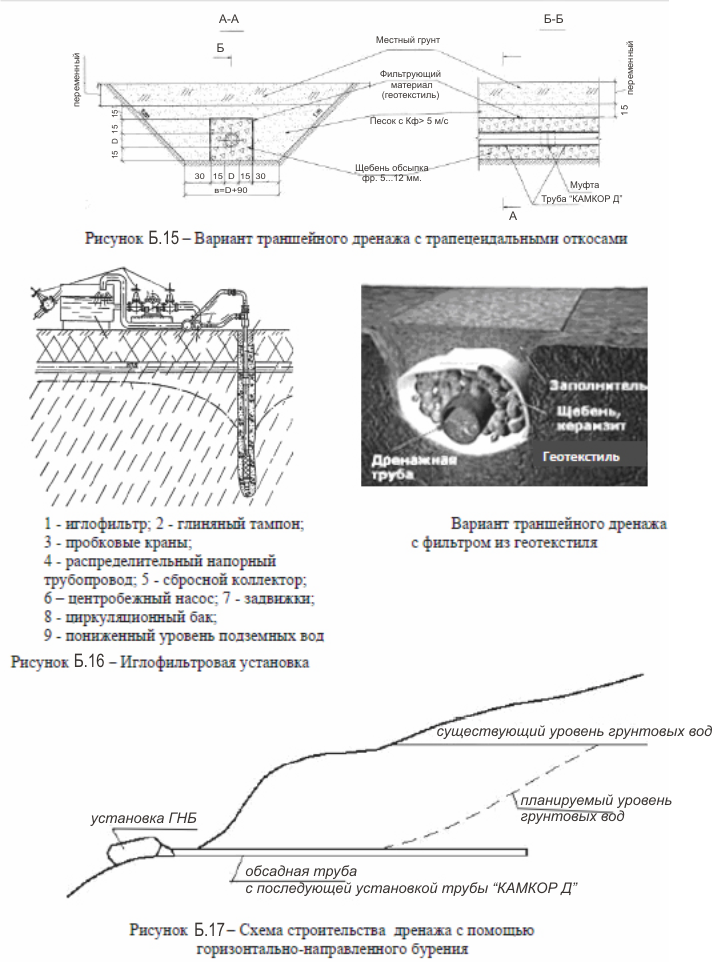 А-А
Б-Б
Б
Местный грунт
переменный
переменный
Фильтрующий
материал
(геотекстиль)
15
15
D
15
15
Песок с Кф> 5 м/с
Щебень обсыпка
фр. 5...12 мм.
30 15 D 15 30
в=D+90
Муфта
Труба “КАМКОР Д”
А
Рисунок Б.15 – Вариант траншейного дренажа с трапецеидальными откосами
Заполнитель
Щебень,
керамзит
Геотекстиль
Дренажная
труба
1 - иглофильтр; 2 - глиняный тампон;
3 - пробковые краны;
4 - распределительный напорный
трубопровод; 5 - сбросной коллектор;
6 – центробежный насос; 7 - задвижки;
8 - циркуляционный бак;
9 - пониженный уровень подземных вод
Вариант траншейного дренажа
с фильтром из геотекстиля
Рисунок Б.16 – Иглофильтровая установка
существующий уровень грунтовых вод
планируемый уровень
грунтовых вод
установка ГНБ
обсадная труба
с последующей установкой трубы “КАМКОР Д”
Рисунок Б.17 – Схема строительства дренажа с помощью
горизонтально-направленного бурения